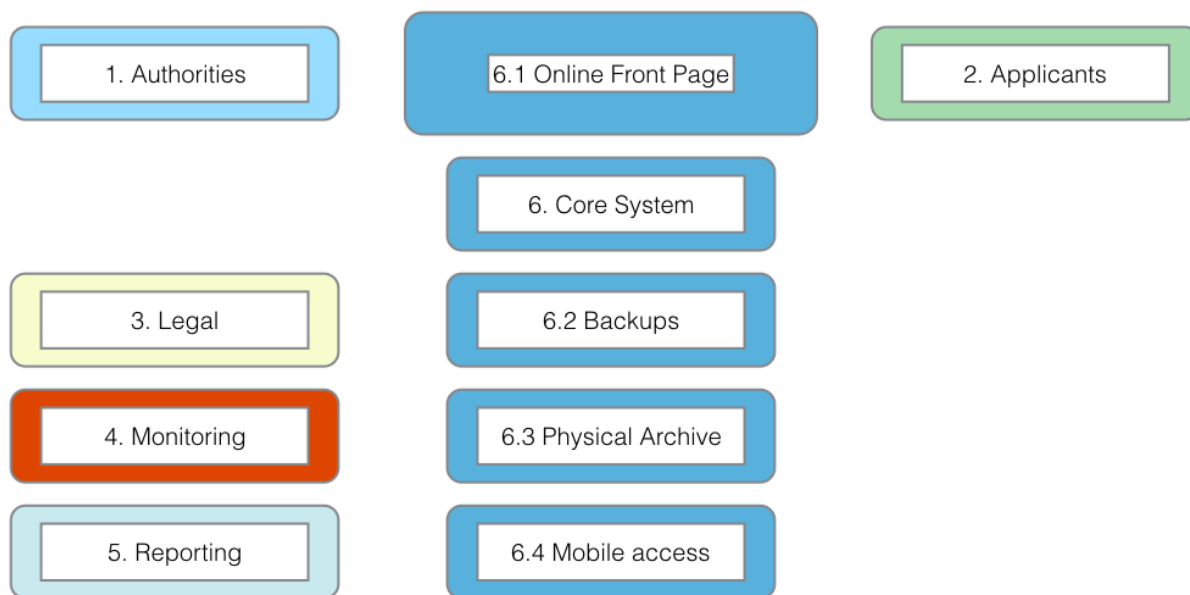 1. Authorities
6.1 Online Front Page
2. Applicants
6. Core System
3. Legal
6.2 Backups
4. Monitoring
6.3 Physical Archive
5. Reporting
6.4 Mobile access